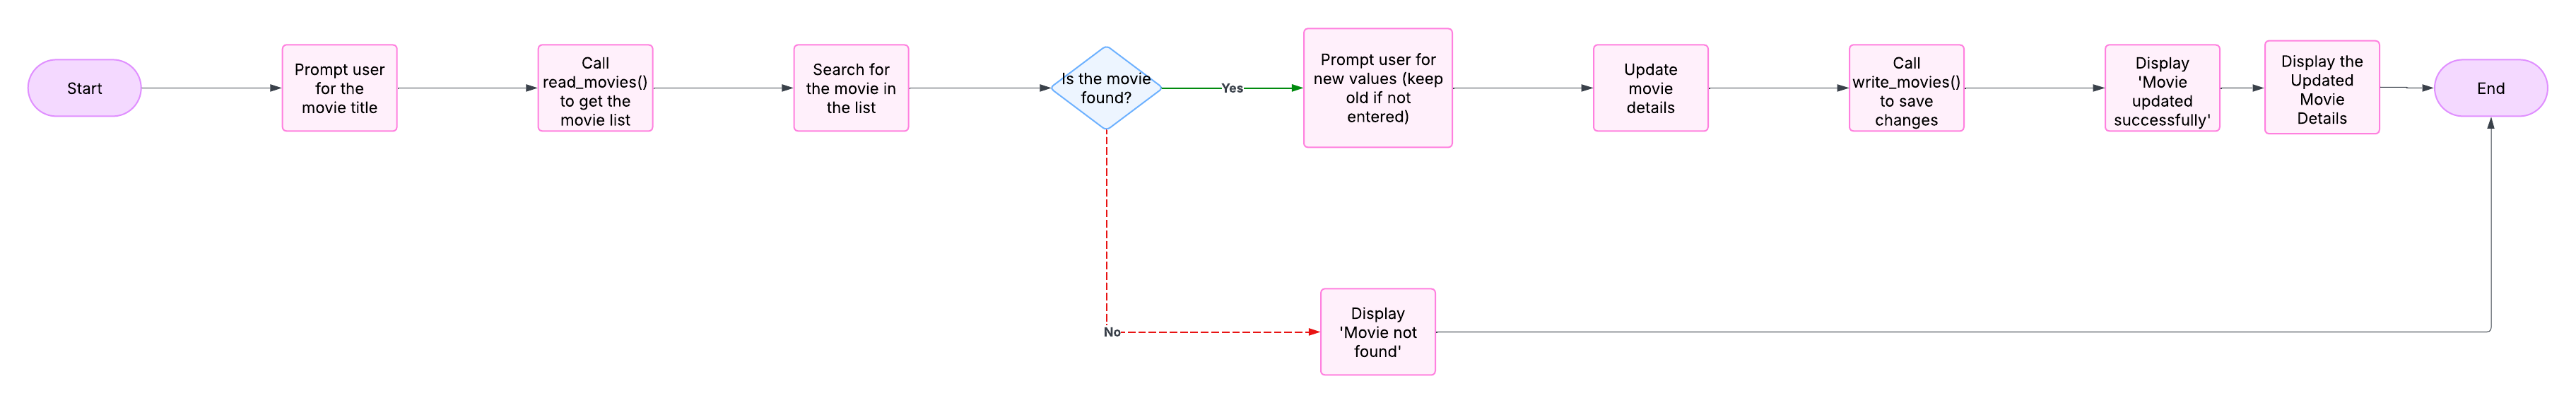 Start
Prompt user
for the
movie title
Call
read_movies()
to get the
movie list
Search for
the movie in
the list
Is the movie
found?
Yes
Prompt user for
new values (keep
old if not
entered)
Update
movie
details
Call
write_movies()
to save
changes
Display
'Movie
updated
successfully'
Display the
Updated
Movie
Details
End
No
Display
'Movie not
found'